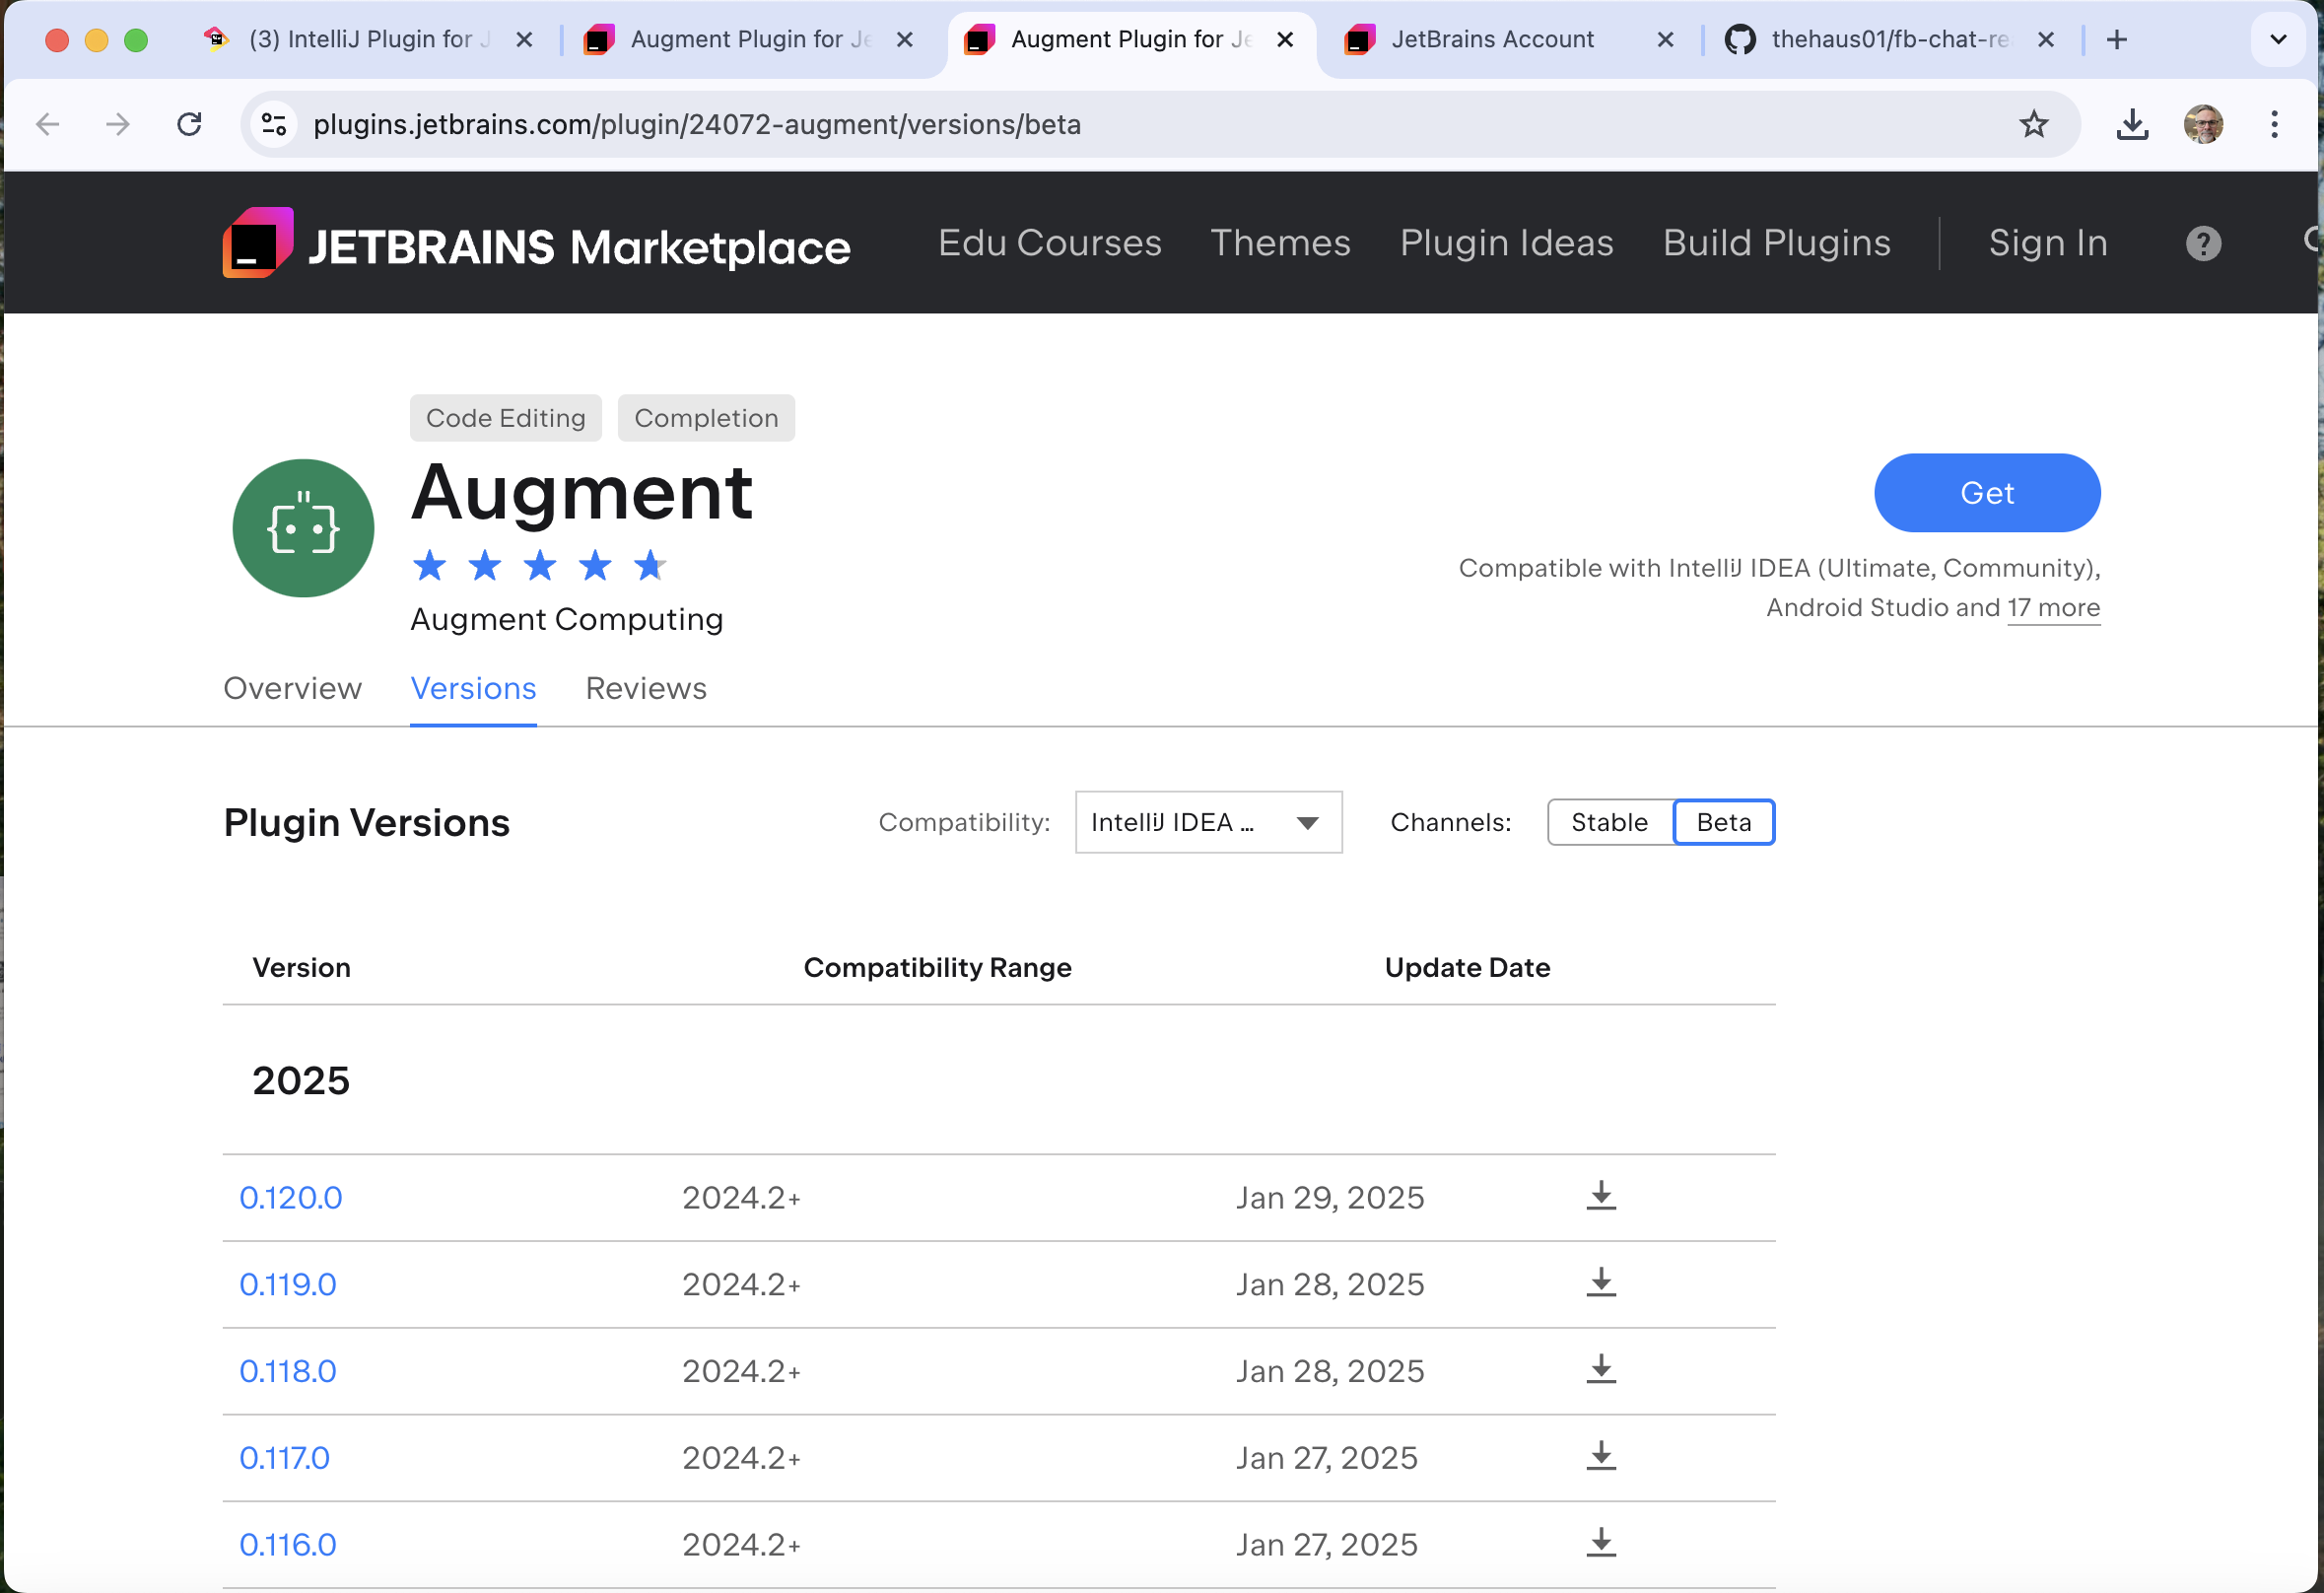 (3) IntelliJ Plugin for J
Augment Plugin for Je
Augment Plugin for Je
JetBrains Account
thehaus01/fb-chat-re
plugins.jetbrains.com/plugin/24072-augment/versions/beta
JETBRAINS Marketplace
Edu Courses
Themes
Plugin Ideas
Build Plugins
Sign In
?
Code Editing
Completion
Augment
Get
Compatible with IntelliJ IDEA (Ultimate, Community),
Android Studio and 17 more
Augment Computing
Overview
Versions
Reviews
Plugin Versions
Compatibility:
IntelliJ IDEA ...
Channels:
Stable
Beta
Version
Compatibility Range
Update Date
2025
0.120.0 2024.2+ Jan 29, 2025
0.119.0 2024.2+ Jan 28, 2025
0.118.0 2024.2+ Jan 28, 2025
0.117.0 2024.2+ Jan 27, 2025
0.116.0 2024.2+ Jan 27, 2025